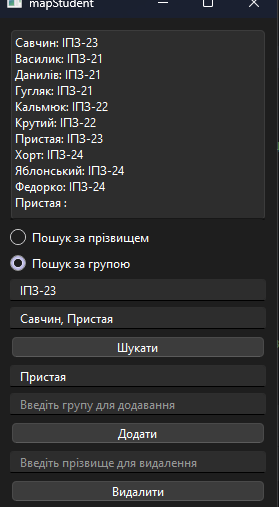 mapStudent
Савчин: ІПЗ-23
Василик: ІПЗ-21
Данилів: ІПЗ-21
Гугляк: ІПЗ-21
Кальмюк: ІПЗ-22
Крутий: ІПЗ-22
Пристая: ІПЗ-23
Хорт: ІПЗ-24
Яблонський: ІПЗ-24
Федорко: ІПЗ-24
Пристая :
Пошук за прізвищем
Пошук за групою
ІПЗ-23
Савчин, Пристая
Шукати
Пристая
Введіть групу для додавання
Додати
Введіть прізвище для видалення
Видалити